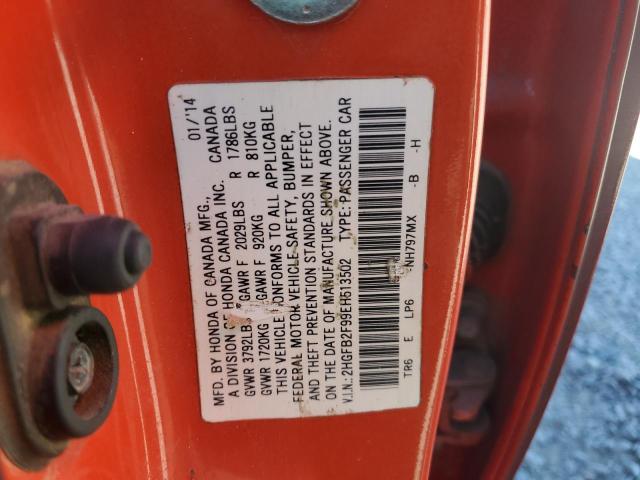 01/'14
MFD. BY HONDA OF CANADA MFG.,
A DIVISION OF HONDA CANADA INC. CANADA
GVWR 3792LBS GAWR F 2029LBS R 1786LBS
GVWR 1720KG GAWR F 920KG R 810KG
THIS VEHICLE CONFORMS TO ALL APPLICABLE
FEDERAL MOTOR VEHICLE SAFETY, BUMPER,
AND THEFT PREVENTION STANDARDS IN EFFECT
ON THE DATE OF MANUFACTURE SHOWN ABOVE.
V.I.N.: 2HGFB2F99EH513502 TYPE: PASSENGER CAR
TR6 E LP6 NH797MX -B -H